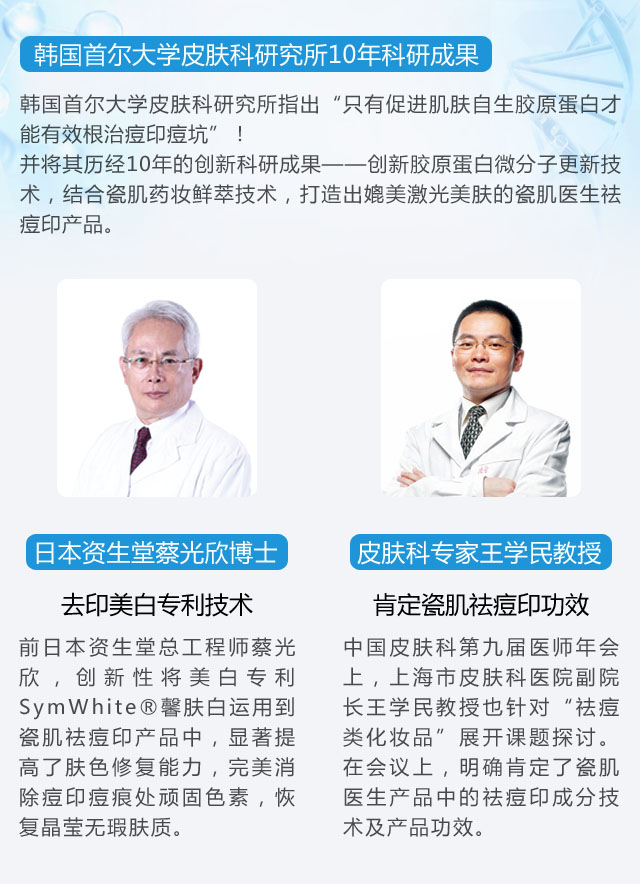 韩国首尔大学皮肤科研究所10年科研成果
韩国首尔大学皮肤科研究所指出“只有促进肌肤自生胶原蛋白才
能有效根治痘印痘坑”！
并将其历经10年的创新科研成果——创新胶原蛋白微分子更新技
术，结合瓷肌药妆鲜萃技术，打造出媲美激光美肤的瓷肌医生祛
痘印产品。
日本资生堂蔡光欣博士
去印美白专利技术
前日本资生堂总工程师蔡光
欣，创新性将美白专利
SymWhite®馨肤白运用到
瓷肌祛痘印产品中，显著提
高了肤色修复能力，完美消
除痘印痘痕处顽固色素，恢
复晶莹无瑕肤质。
皮肤科专家王学民教授
肯定瓷肌祛痘印功效
中国皮肤科第九届医师年会
上，上海市皮肤科医院副院
长王学民教授也针对“祛痘
类化妆品”展开课题探讨。
在会议上，明确肯定了瓷肌
医生产品中的祛痘印成分技
术及产品功效。